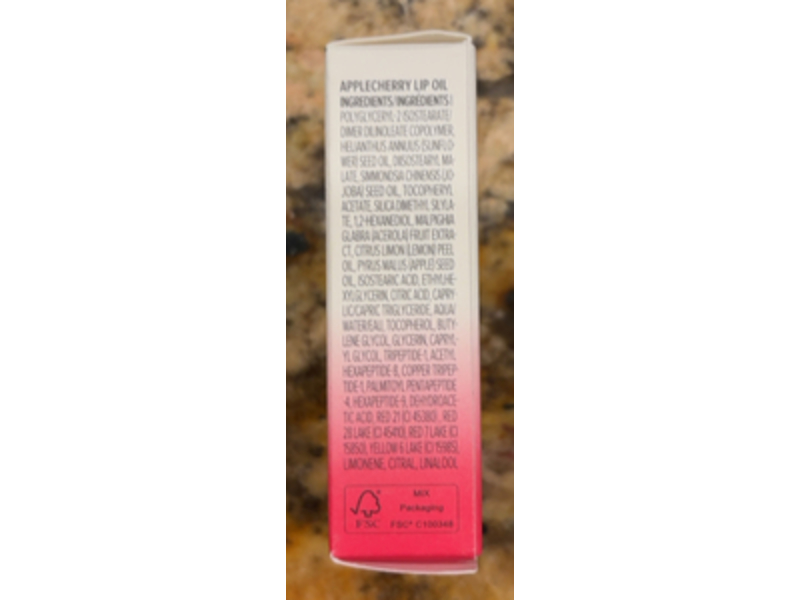 APPLECHERRY LIP OIL
INGREDIENTS/INGRÉDIENTS:
POLYGLYCERYL-2 ISOSTEARATE/
DIMER DILINOLEATE COPOLYMER,
HELIANTHUS ANNUUS (SUNFLO-
WER) SEED OIL, DIISOSTEARYL MA-
LATE, SIMMONDSIA CHINENSIS (JO-
JOBA) SEED OIL, TOCOPHERYL
ACETATE, SILICA DIMETHYL SILYLA-
TE, 1,2-HEXANEDIOL, MALPIGHIA
GLABRA (ACEROLA) FRUIT EXTRA-
CT, CITRUS LIMON (LEMON) PEEL
OIL, PYRUS MALUS (APPLE) SEED
OIL, ISOSTEARIC ACID, ETHYLHE-
XYLGLYCERIN, CITRIC ACID, CAPRY-
LIC/CAPRIC TRIGLYCERIDE, AQUA/
WATER/EAU, TOCOPHEROL, BUTY-
LENE GLYCOL, GLYCERIN, CAPRYL-
YL GLYCOL, TRIPEPTIDE-1, ACETYL
HEXAPEPTIDE-8, COPPER TRIPEP-
TIDE-1, PALMITOYL PENTAPEPTIDE
-4, HEXAPEPTIDE-9, DEHYDROACE-
TIC ACID, RED 21 (CI 45380), RED
28 LAKE (CI 45410), RED 7 LAKE (CI
15850), YELLOW 6 LAKE (CI 15985),
LIMONENE, CITRAL, LINALOOL
MIX
Packaging
FSC® C100348
FSC